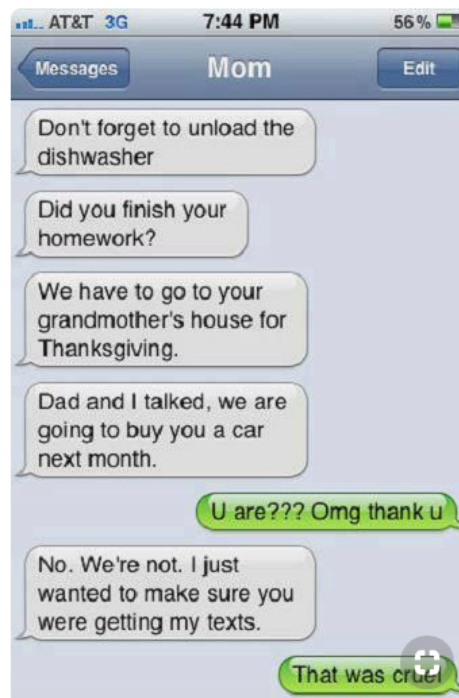 AT&T 3G 7:44 PM 56%
Messages Mom Edit
Don't forget to unload the
dishwasher
Did you finish your
homework?
We have to go to your
grandmother's house for
Thanksgiving.
Dad and I talked, we are
going to buy you a car
next month.
U are??? Omg thank u
No. We're not. I just
wanted to make sure you
were getting my texts.
That was cruel